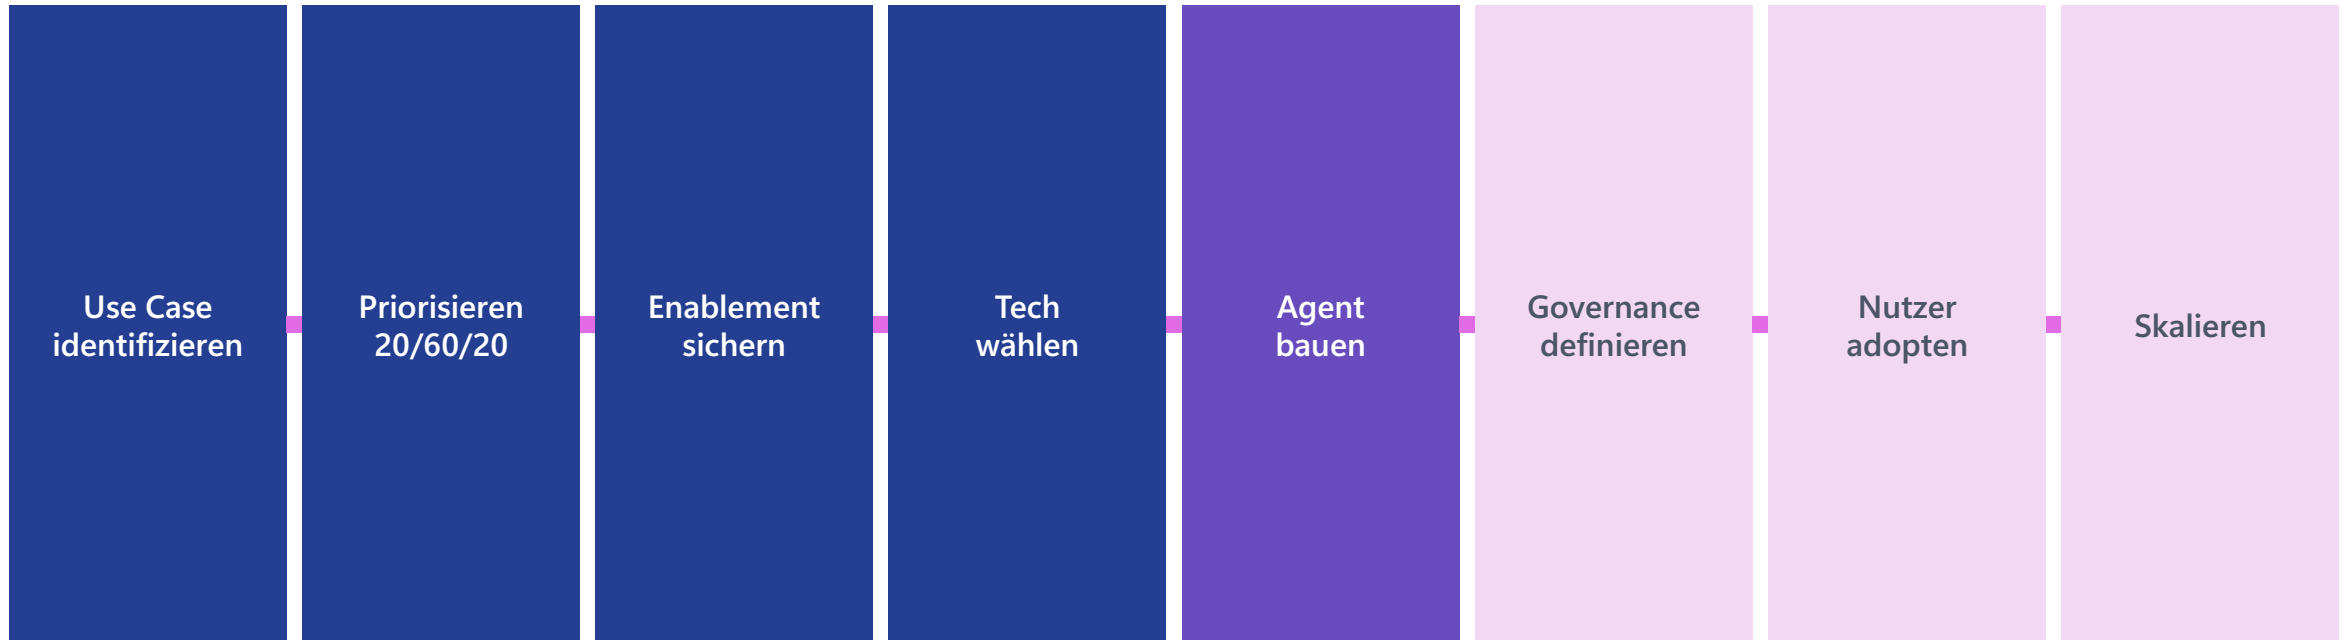 Use Case
identifizieren
Priorisieren
20/60/20
Enablement
sichern
Tech
wählen
Agent
bauen
Governance
definieren
Nutzer
adopten
Skalieren